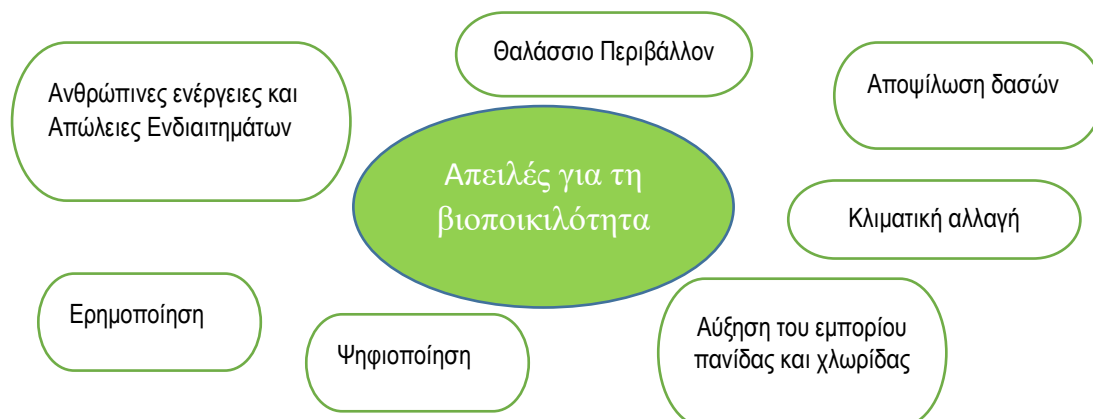 Θαλάσσιο Περιβάλλον
Ανθρώπινες ενέργειες και
Απώλειες Ενδιαιτημάτων
Αποψίλωση δασών
Απειλές για τη
βιοποικιλότητα
Κλιματική αλλαγή
Ερημοποίηση
Ψηφιοποίηση
Αύξηση του εμπορίου
πανίδας και χλωρίδας